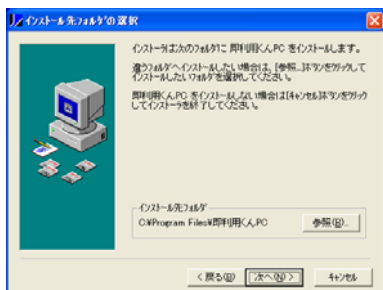 インストール先フォルダの選択
インストーラは次のフォルダに 即利用くんPC をインストールします。
違うフォルダへインストールしたい場合は、[参照...]ボタンをクリックして
インストールしたいフォルダを選択してください。
即利用くんPC をインストールしない場合は[キャンセル]ボタンをクリック
してインストーラを終了してください。
インストール先フォルダ
C:¥Program Files¥即利用くんPC
参照(R)...
< 戻る(B)
次へ(N) >
キャンセル